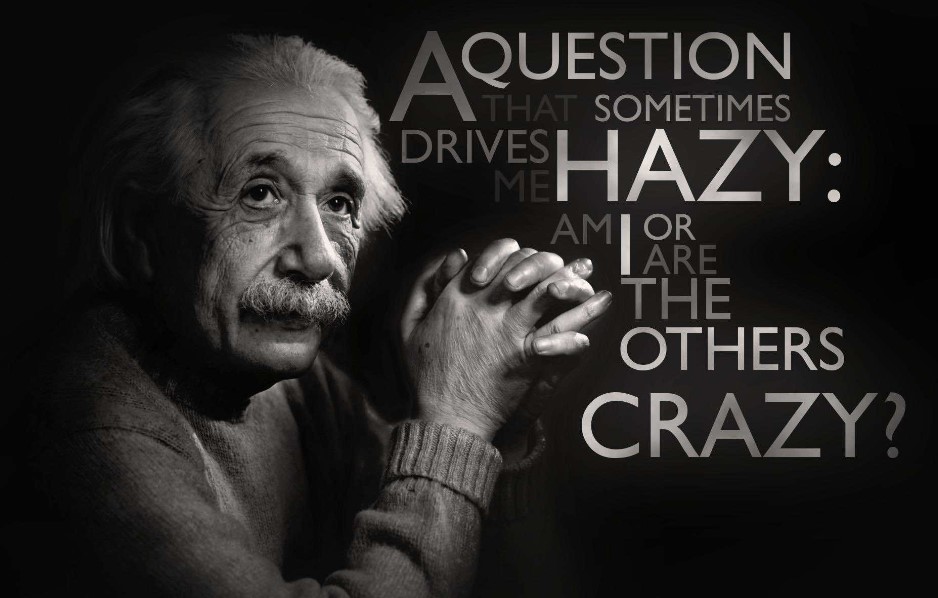 A QUESTION
THAT SOMETIMES
DRIVES
ME HAZY:
AM I OR
ARE
THE
OTHERS
CRAZY?